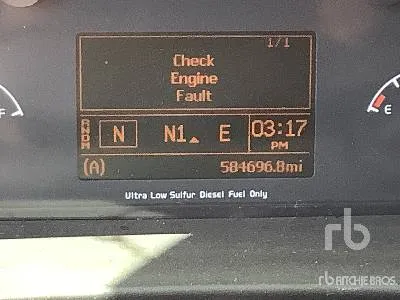 1/1
Check
Engine
Fault
RNDM
N N1 E 03:17
PM
(A) 584696.8mi
Ultra Low Sulfur Diesel Fuel Only
F
E
rb
rb RITCHIE BROS.